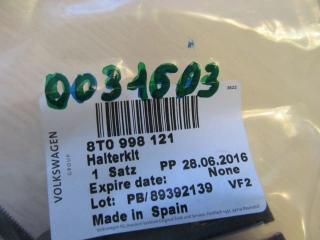 0031603
3522
VOLKSWAGEN
GROUP
8T0 998 121
Halterkit
1 Satz PP 28.06.2016
Expire date: None
Lot: PB/89392139 VF2
Made in Spain